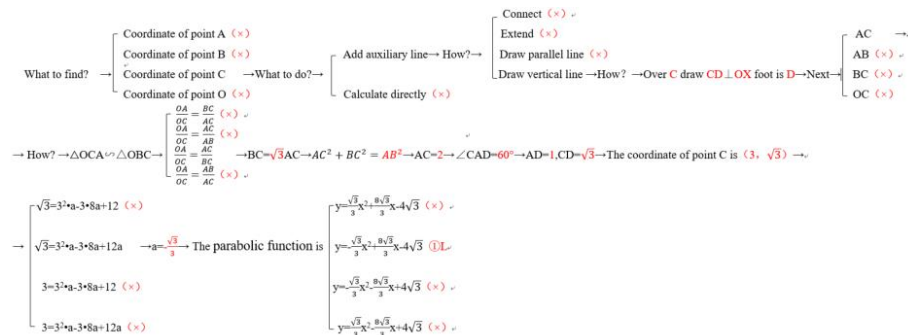 Connect (×)
Coordinate of point A (×)
Extend (×)
AC →
Coordinate of point B (×)
Add auxiliary line→ How?→
Draw parallel line (×)
AB (×)
What to find? →
Coordinate of point C →What to do?→
Draw vertical line →How? →Over C draw CD⊥OX foot is D→Next→
BC (×)
Coordinate of point O (×)
Calculate directly (×)
OC (×)
OA/OC=BC/AC (×)
OA/OC=AC/AB (×)
→ How? →△OCA∽△OBC→
OA/OC=AC/BC
→BC=√3AC→AC²+BC²=AB²→AC=2→∠CAD=60°→AD=1,CD=√3→The coordinate of point C is (3, √3) →
OA/OC=AB/AC (×)
√3=3²•a-3•8a+12 (×)
y=√3/3x²+8√3/3x-4√3 (×)
→
√3=3²•a-3•8a+12a →a=-√3/3→ The parabolic function is
y=-√3/3x²+8√3/3x-4√3 ①L
3=3²•a-3•8a+12 (×)
y=-√3/3x²-8√3/3x+4√3 (×)
3=3²•a-3•8a+12a (×)
y=√3/3x²-8√3/3x+4√3 (×)